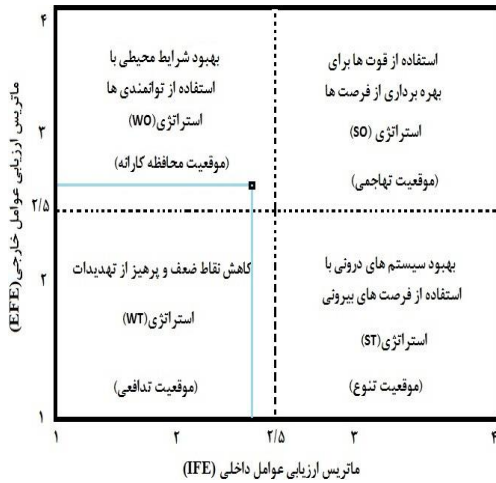 ماتریس ارزیابی عوامل خارجی (EFE)
۴
۳
۲/۵
۲
۱
بهبود شرایط محیطی با
استفاده از توانمندی ها
استراتژی(WO)
(موقعیت محافظه کارانه)
استفاده از قوت ها برای
بهره برداری از فرصت ها
استراتژی (SO)
(موقعیت تهاجمی)
کاهش نقاط ضعف و پرهیز از تهدیدات
استراتژی(WT)
(موقعیت تدافعی)
بهبود سیستم های درونی با
استفاده از فرصت های بیرونی
استراتژی(ST)
(موقعیت تنوع)
۱ ۲ ۲/۵ ۳ ۴
ماتریس ارزیابی عوامل داخلی (IFE)